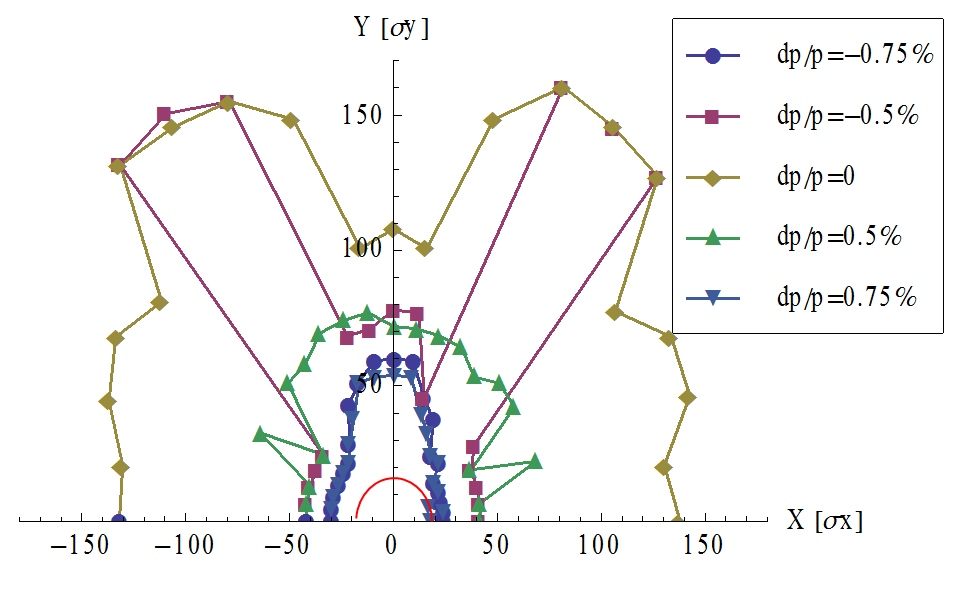 Y [σy]
dp/p=−0.75%
dp/p=−0.5%
dp/p=0
dp/p=0.5%
dp/p=0.75%
150
100
50
X [σx]
−150 −100 −50 0 50 100 150